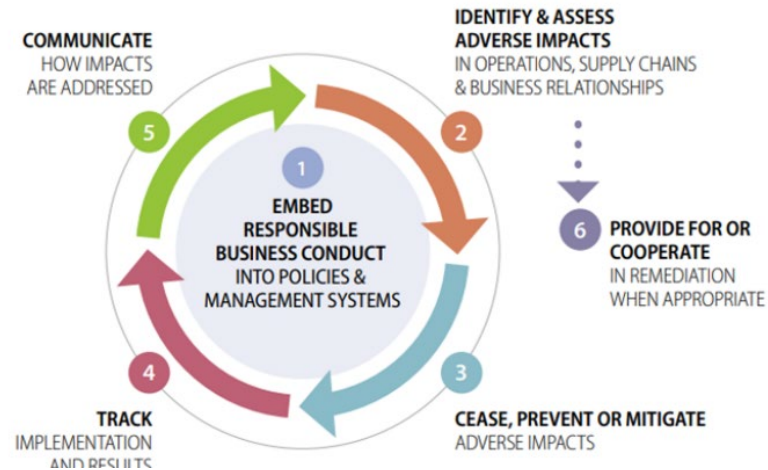 COMMUNICATE
HOW IMPACTS
ARE ADDRESSED
5
IDENTIFY & ASSESS
ADVERSE IMPACTS
IN OPERATIONS, SUPPLY CHAINS
& BUSINESS RELATIONSHIPS
2
1
EMBED
RESPONSIBLE
BUSINESS CONDUCT
INTO POLICIES &
MANAGEMENT SYSTEMS
6
PROVIDE FOR OR
COOPERATE
IN REMEDIATION
WHEN APPROPRIATE
4
TRACK
IMPLEMENTATION
AND RESULTS
3
CEASE, PREVENT OR MITIGATE
ADVERSE IMPACTS